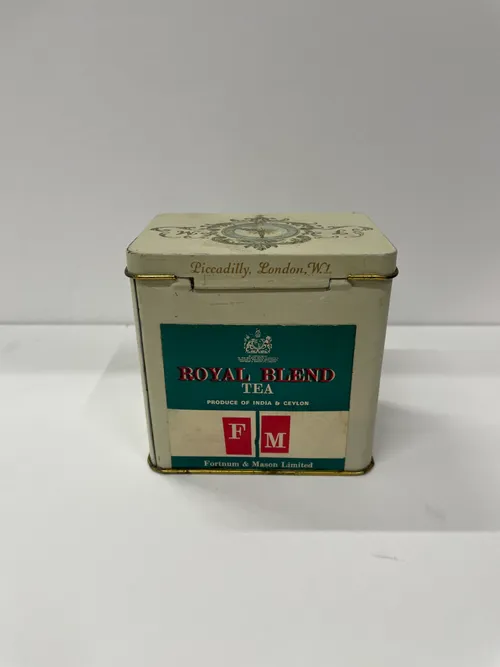 Piccadilly, London, W.1.
ROYAL BLEND
TEA
PRODUCE OF INDIA & CEYLON
F M
Fortnum & Mason Limited